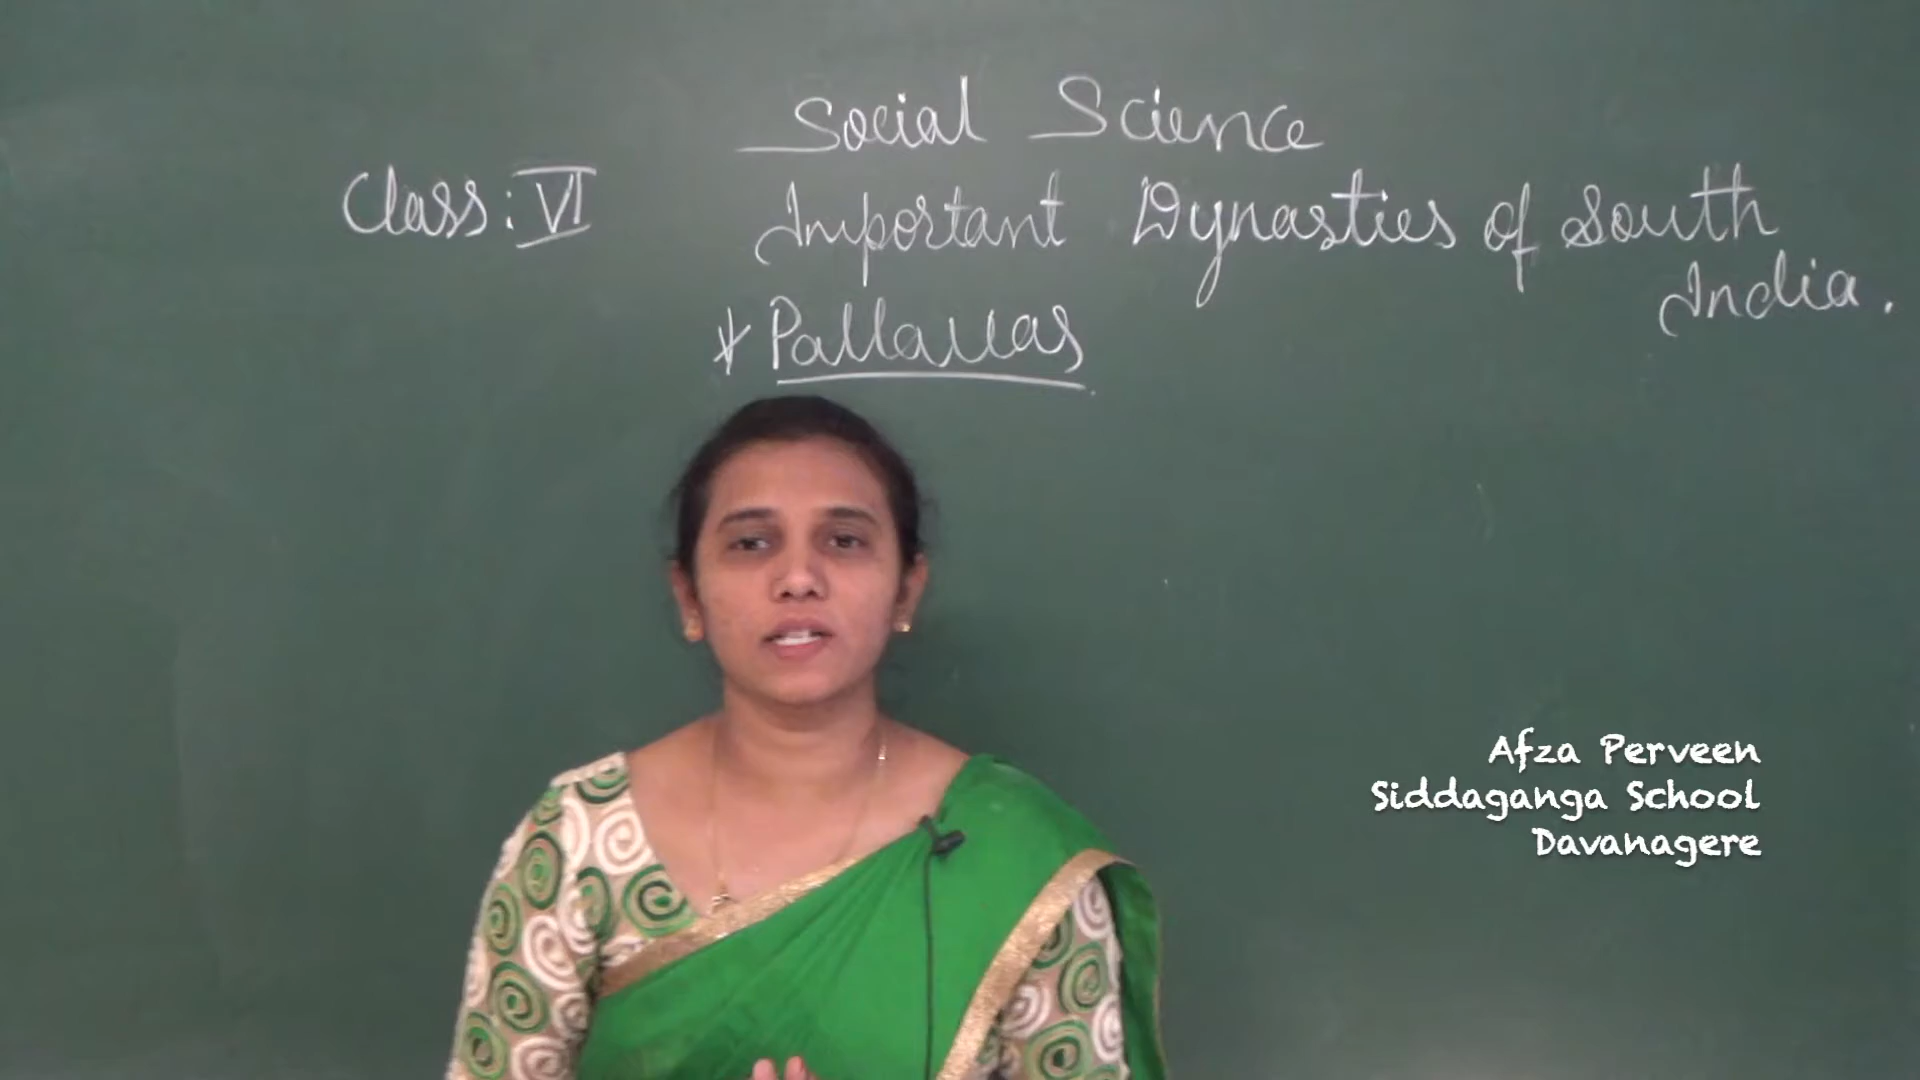 Social Science
Class: VI
Important Dynasties of South
India.
* Pallavas
Afza Perveen
Siddaganga School
Davanagere